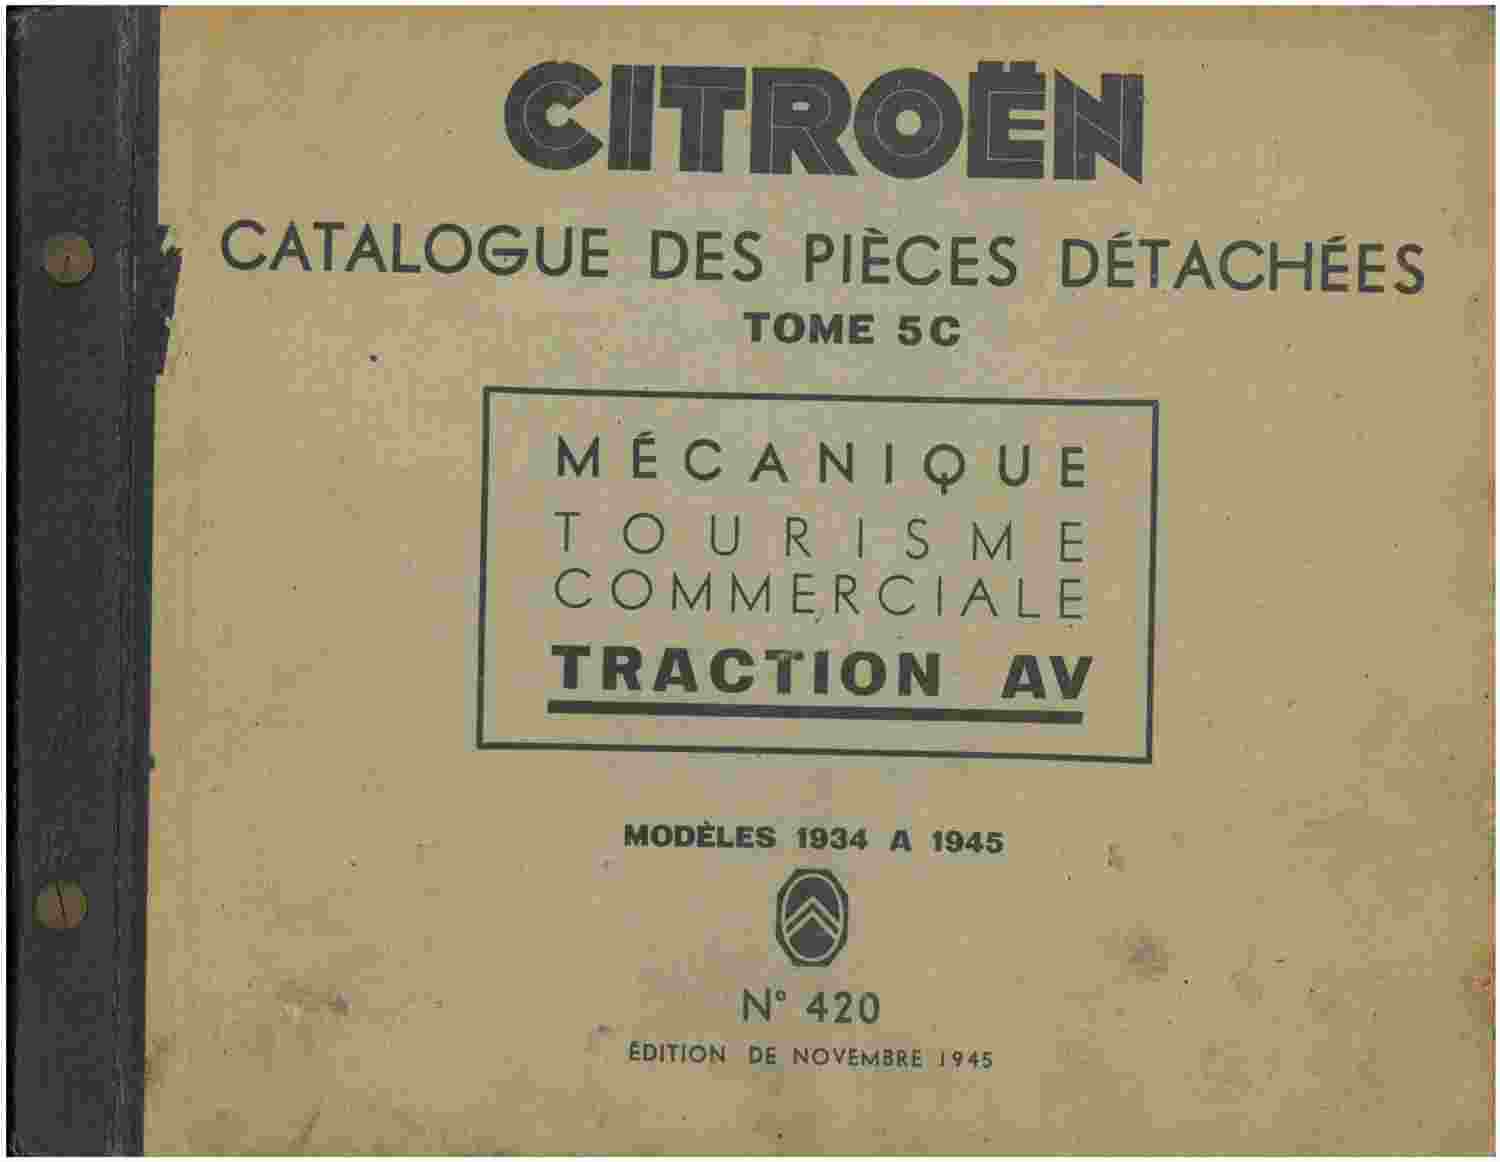 CITROËN
CATALOGUE DES PIÈCES DÉTACHÉES
TOME 5C
MÉCANIQUE
TOURISME
COMMERCIALE
TRACTION AV
MODÈLES 1934 A 1945
N° 420
ÉDITION DE NOVEMBRE 1945